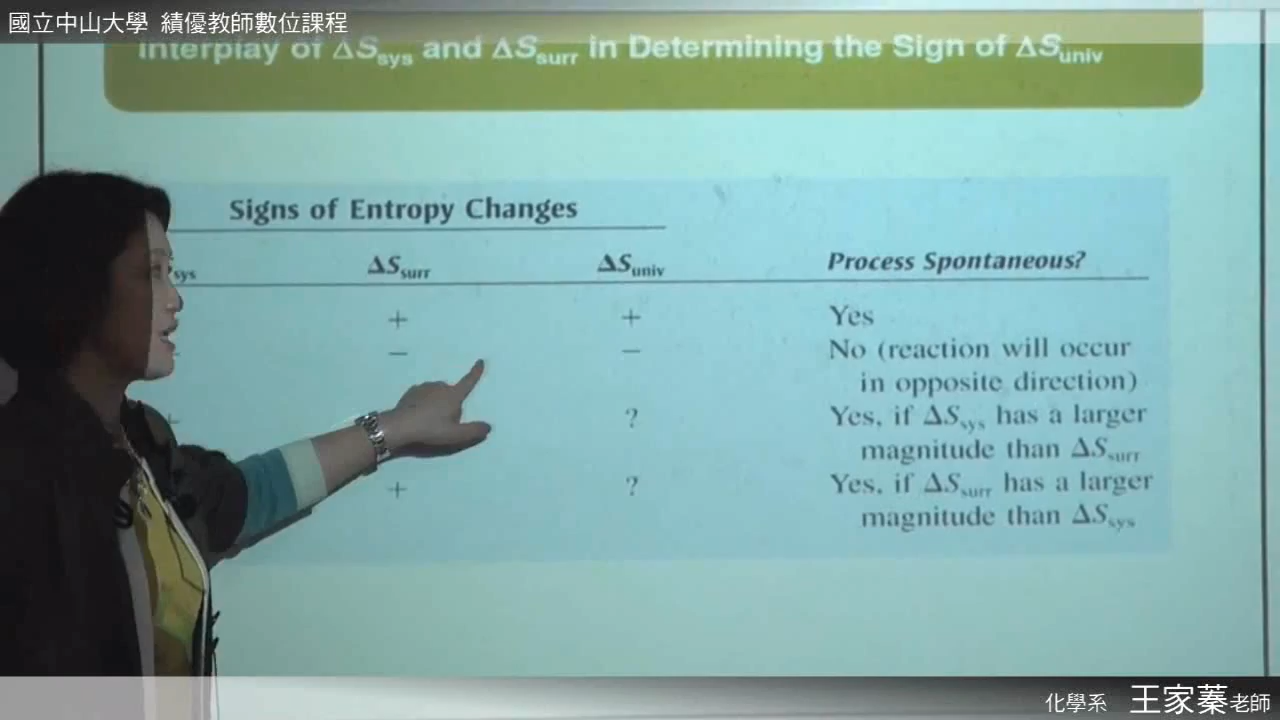 國立中山大學 績優教師數位課程
Interplay of ΔSsys and ΔSsurr in Determining the Sign of ΔSuniv
Signs of Entropy Changes
sys ΔSsurr ΔSuniv Process Spontaneous?
+ + Yes
− − No (reaction will occur
in opposite direction)
+ ? Yes, if ΔSsys has a larger
magnitude than ΔSsurr
+ ? Yes, if ΔSsurr has a larger
magnitude than ΔSsys
化學系 王家蓁老師